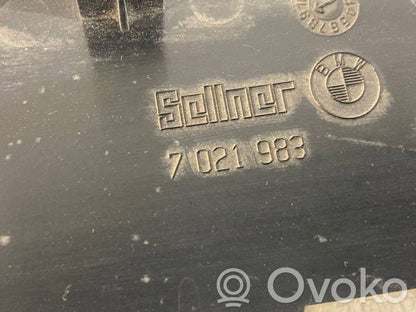 Sellner
BMW
7 021 983
Ovoko